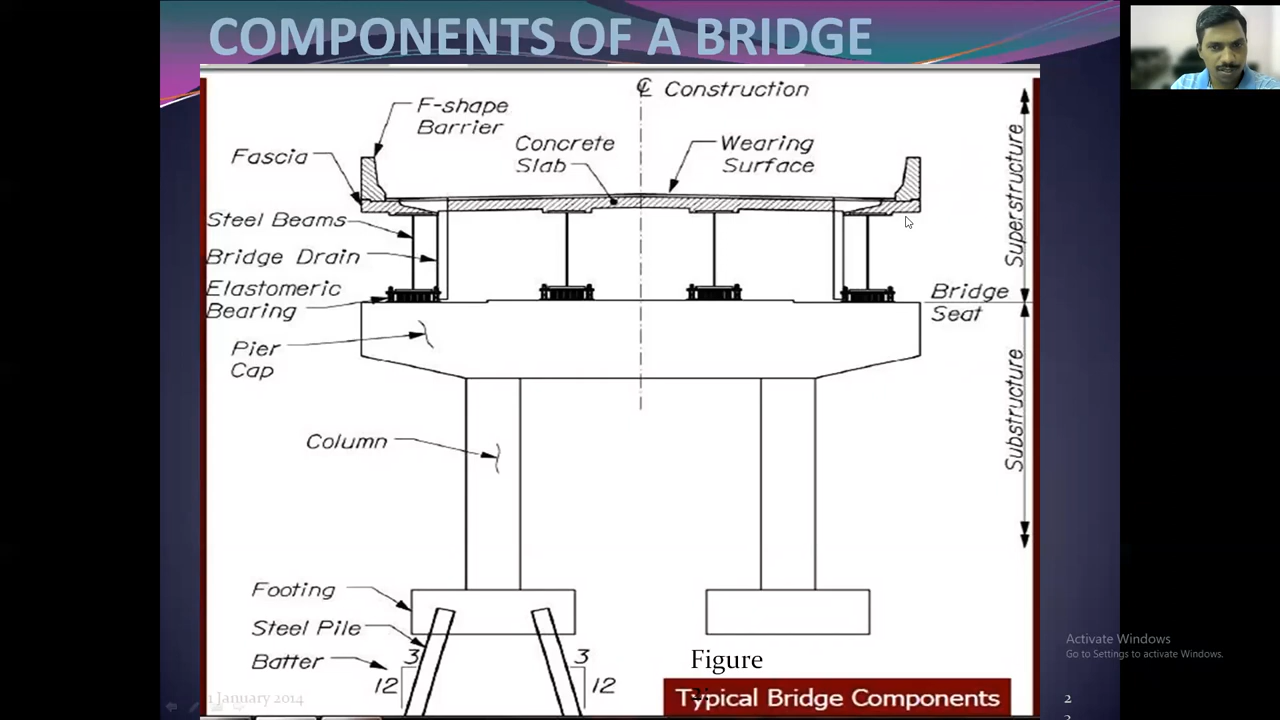 COMPONENTS OF A BRIDGE
℄ Construction
F-shape
Barrier
Concrete
Slab
Wearing
Surface
Fascia
Superstructure
Steel Beams
Bridge Drain
Elastomeric
Bearing
Bridge
Seat
Pier
Cap
Substructure
Column
Footing
Steel Pile
Batter
3
12
3
12
Figure
Typical Bridge Components
1 January 2014
2
Activate Windows
Go to Settings to activate Windows.